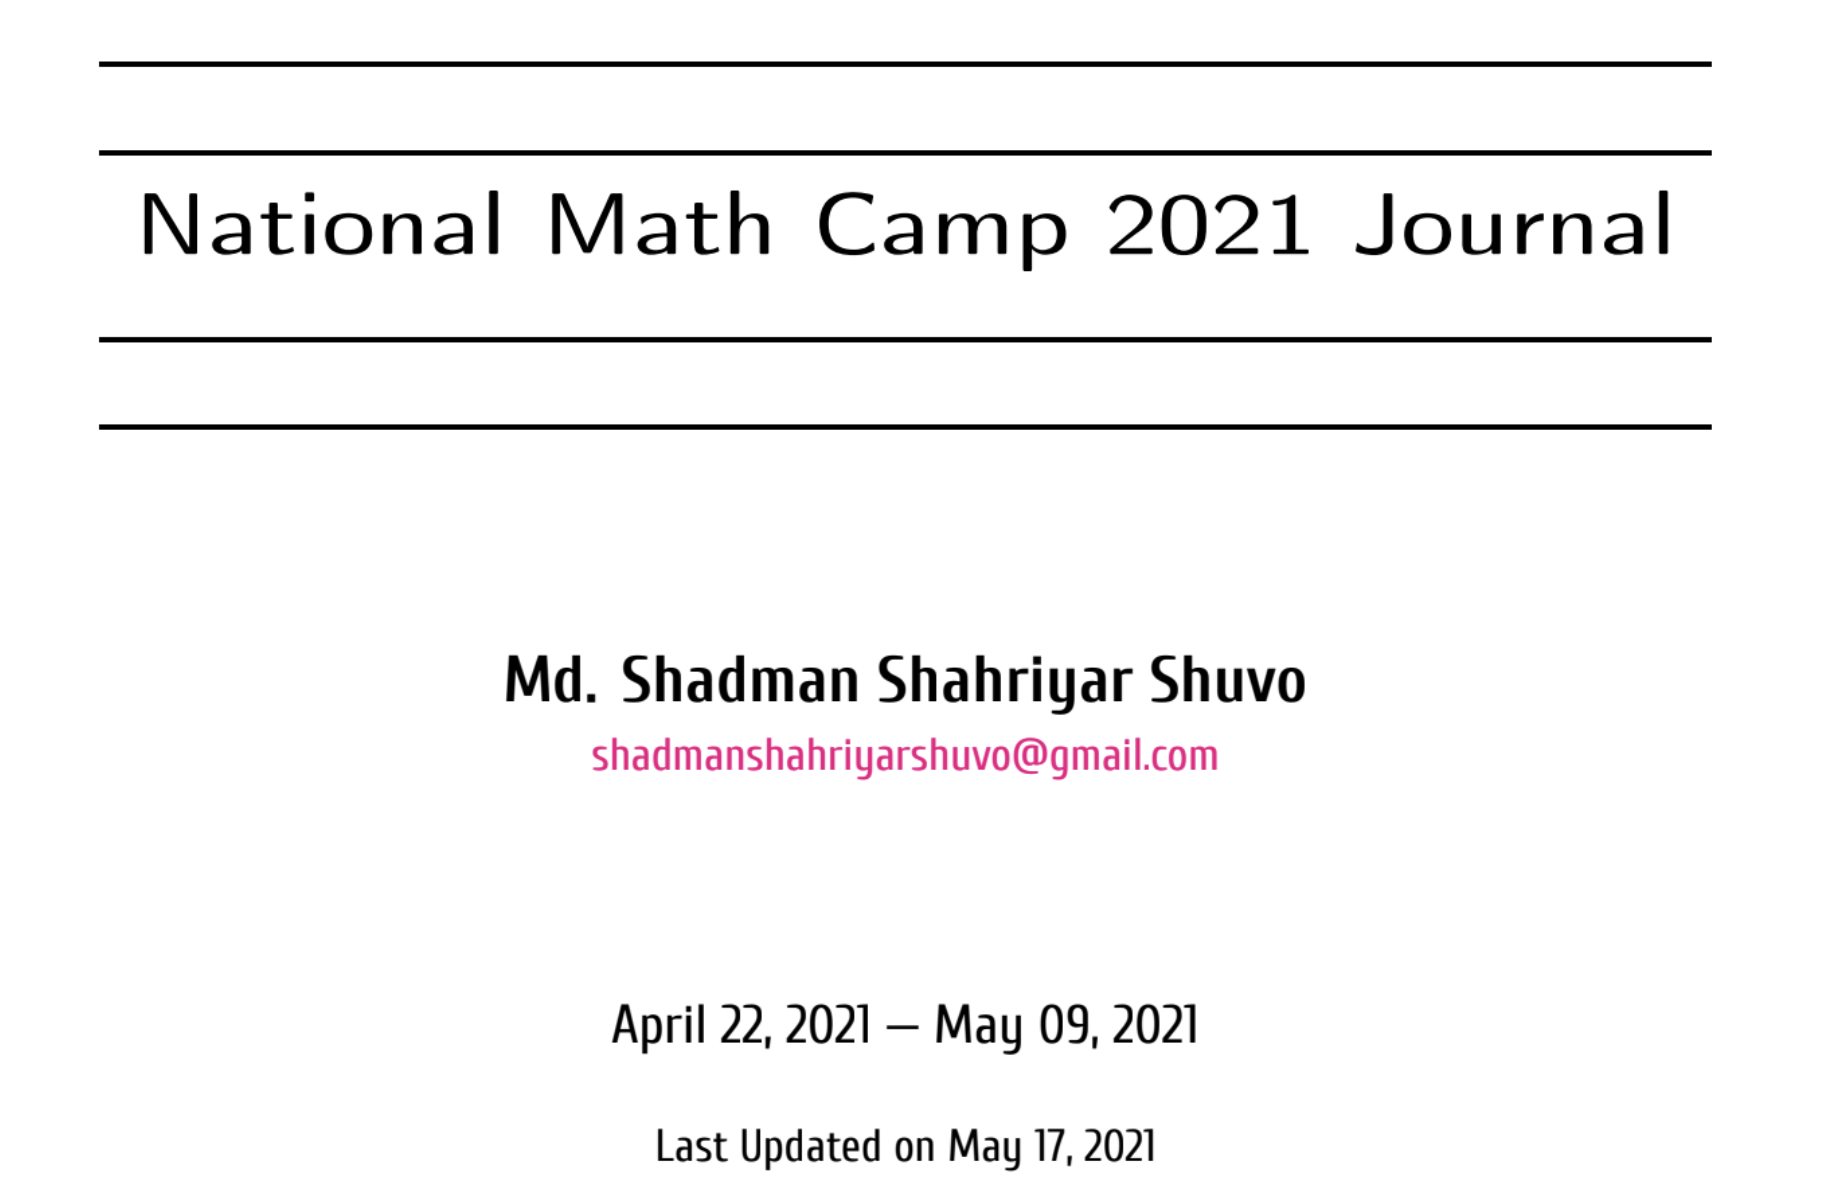 National Math Camp 2021 Journal
Md. Shadman Shahriyar Shuvo
shadmanshahriyarshuvo@gmail.com
April 22, 2021 — May 09, 2021
Last Updated on May 17, 2021